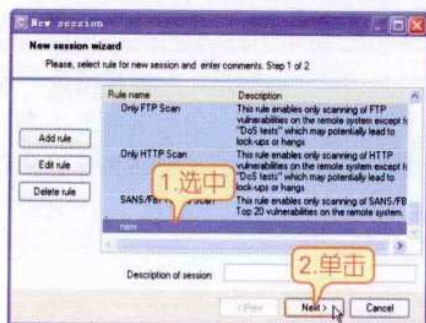 New session
New session wizard
Please, select rule for new session and enter comments. Step 1 of 2
Rule name
Description
Only FTP Scan
This rule enables only scanning of FTP
vulnerabilities on the remote system except
"DoS tests" which may potentially lead to
lock-ups or hangs
Only HTTP Scan
This rule enables only scanning of HTTP
vulnerabilities on the remote system except
"DoS tests" which may potentially lead to
lock-ups or hangs
SANS/FBI
Scan
This rule enables only scanning of SANS/FB
Top 20 vulnerabilities on the remote system.
new
Add rule
Edit rule
Delete rule
1.选中
Description of session
2.单击
< Prev
Next >
Cancel